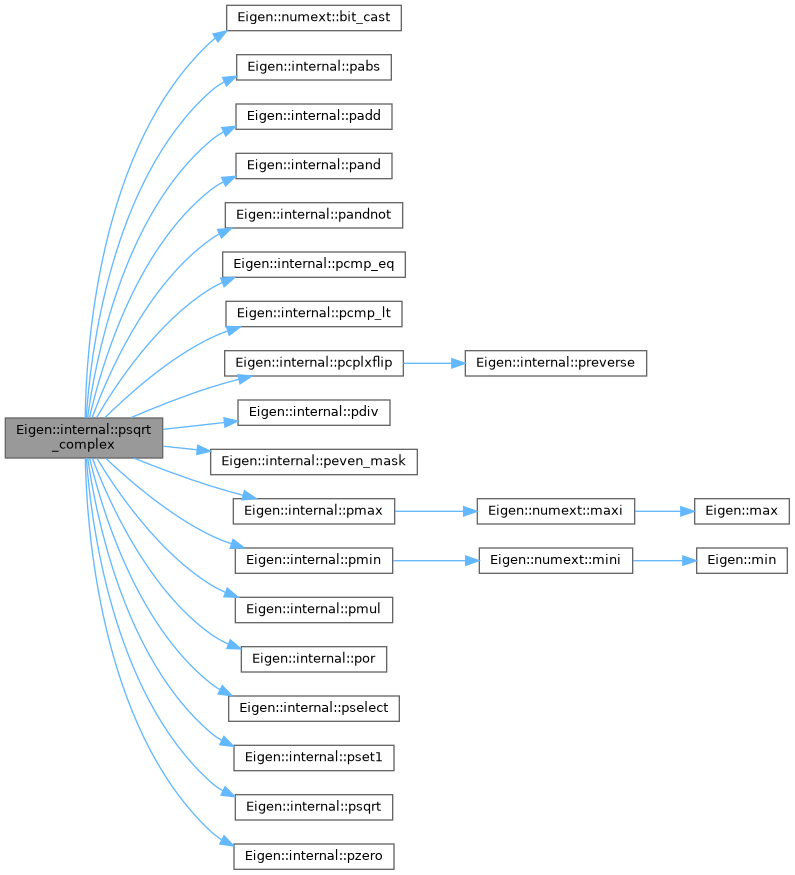 Eigen::numext::bit_cast
Eigen::internal::pabs
Eigen::internal::padd
Eigen::internal::pand
Eigen::internal::pandnot
Eigen::internal::pcmp_eq
Eigen::internal::pcmp_lt
Eigen::internal::pcplxflip
Eigen::internal::preverse
Eigen::internal::pdiv
Eigen::internal::psqrt
_complex
Eigen::internal::peven_mask
Eigen::internal::pmax
Eigen::numext::maxi
Eigen::max
Eigen::internal::pmin
Eigen::numext::mini
Eigen::min
Eigen::internal::pmul
Eigen::internal::por
Eigen::internal::pselect
Eigen::internal::pset1
Eigen::internal::psqrt
Eigen::internal::pzero